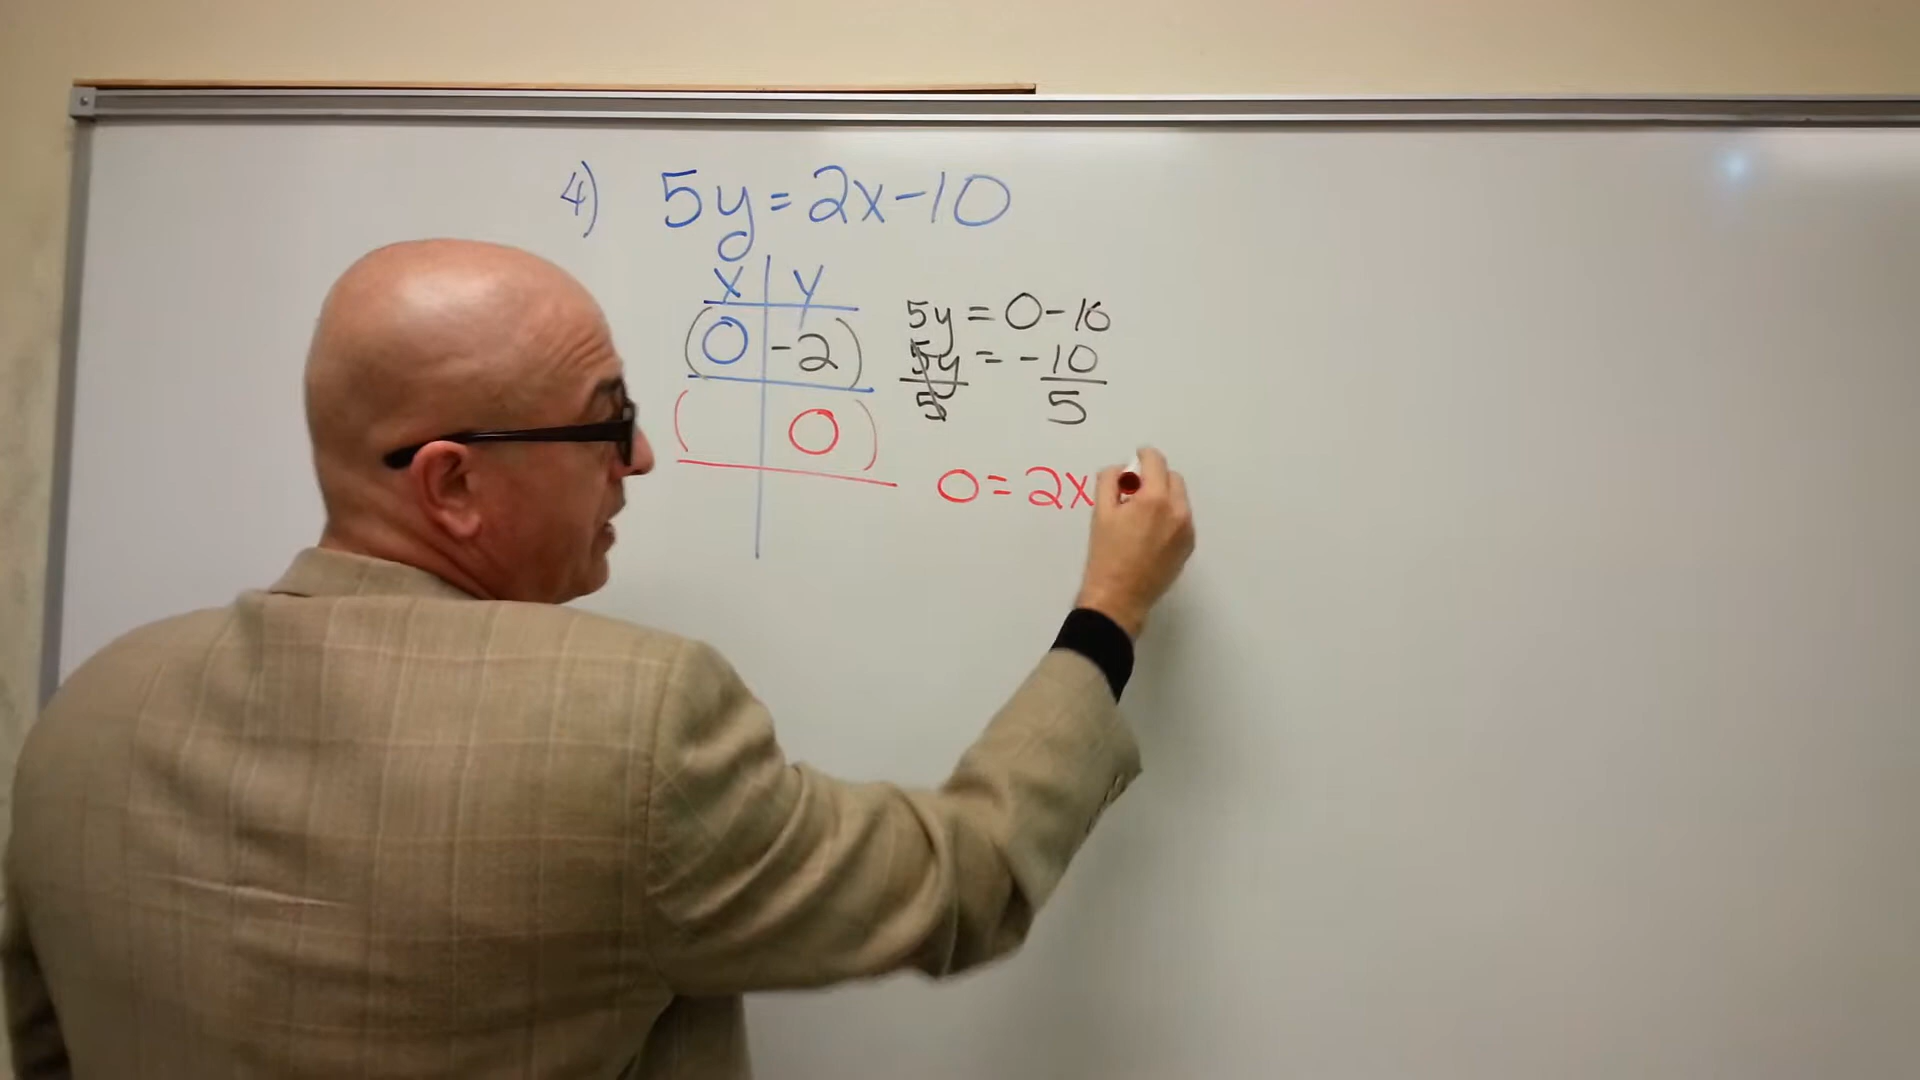 4) 5y=2x-10
x y
(0 -2)
( 0)
5y=0-10
5y = -10
5 5
0=2x